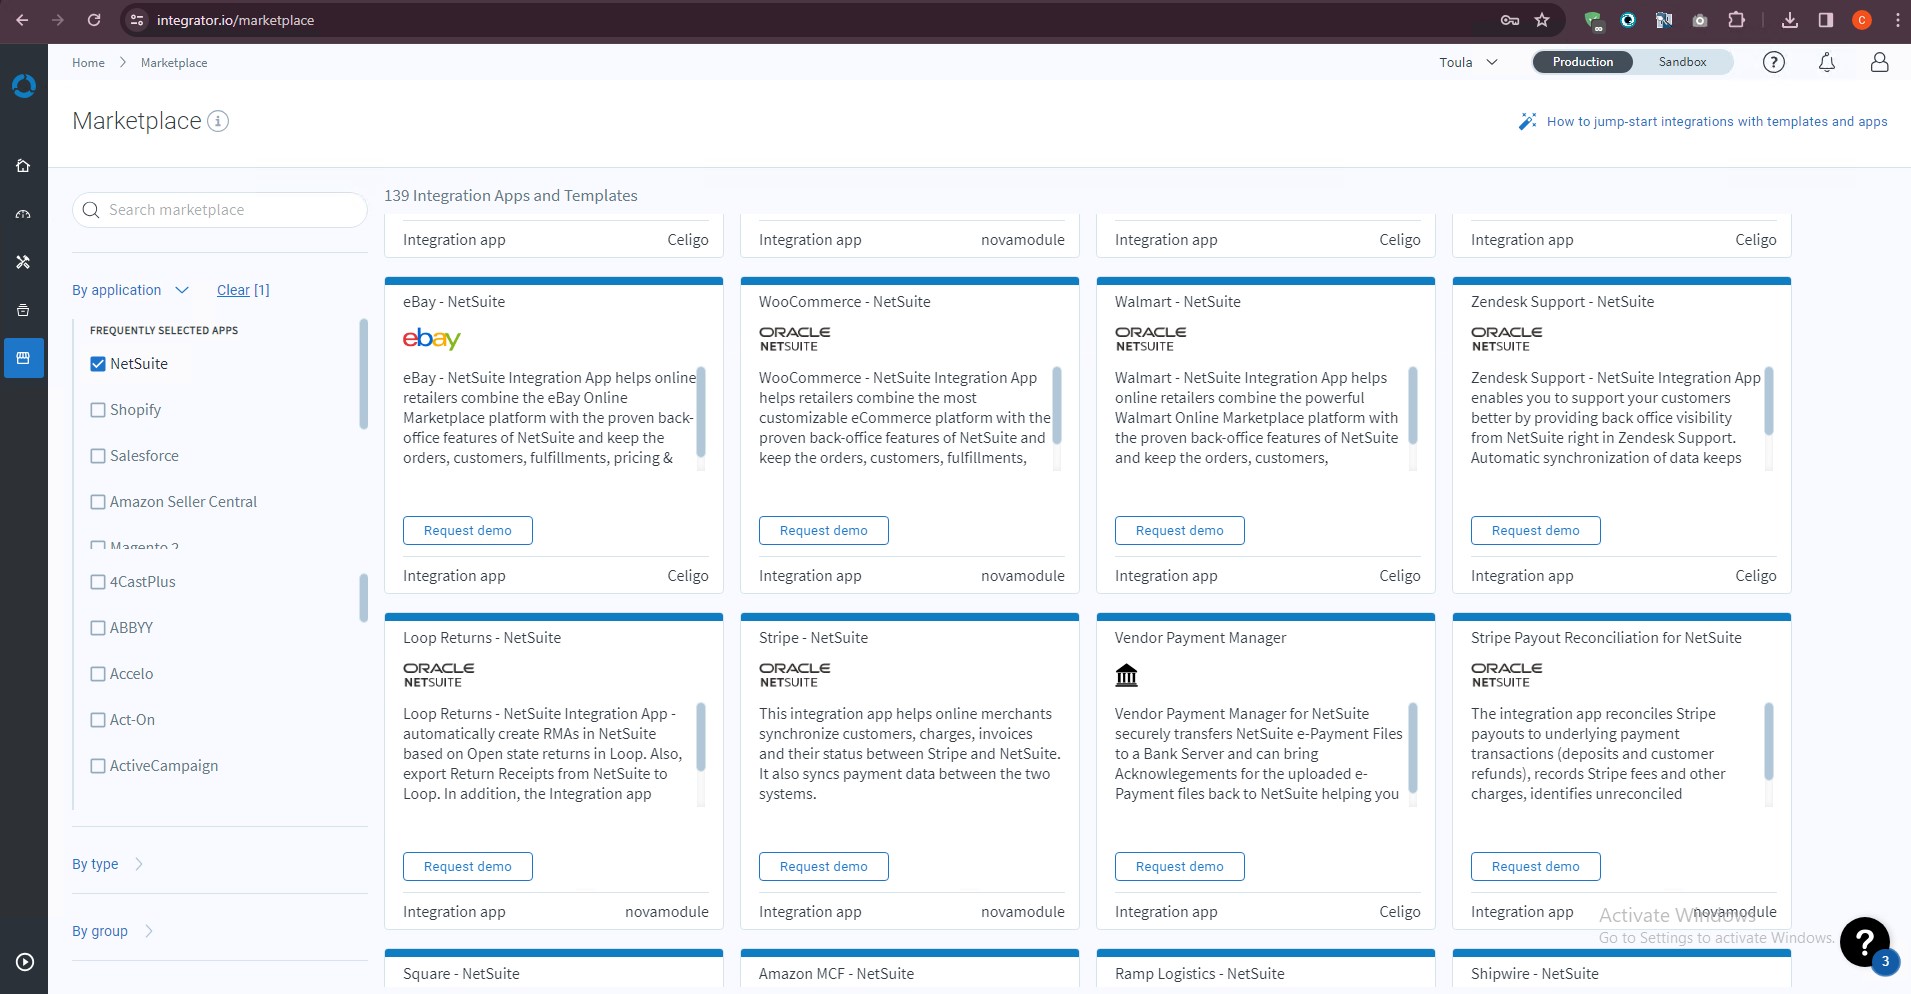 integrator.io/marketplace
C
Home
Marketplace
Toula
Production
Sandbox
Marketplace
How to jump-start integrations with templates and apps
Search marketplace
139 Integration Apps and Templates
Integration app Celigo
Integration app novamodule
Integration app Celigo
Integration app Celigo
By application
Clear [1]
FREQUENTLY SELECTED APPS
NetSuite
Shopify
Salesforce
Amazon Seller Central
Magento 2
4CastPlus
ABBYY
Accelo
Act-On
ActiveCampaign
By type
By group
eBay - NetSuite
ebay
eBay - NetSuite Integration App helps online
retailers combine the eBay Online
Marketplace platform with the proven back-
office features of NetSuite and keep the
orders, customers, fulfillments, pricing &
Request demo
Integration app Celigo
WooCommerce - NetSuite
ORACLE
NETSUITE
WooCommerce - NetSuite Integration App
helps retailers combine the most
customizable eCommerce platform with the
proven back-office features of NetSuite and
keep the orders, customers, fulfillments,
Request demo
Integration app novamodule
Walmart - NetSuite
ORACLE
NETSUITE
Walmart - NetSuite Integration App helps
online retailers combine the powerful
Walmart Online Marketplace platform with
the proven back-office features of NetSuite
and keep the orders, customers,
Request demo
Integration app Celigo
Zendesk Support - NetSuite
ORACLE
NETSUITE
Zendesk Support - NetSuite Integration App
enables you to support your customers
better by providing back office visibility
from NetSuite right in Zendesk Support.
Automatic synchronization of data keeps
Request demo
Integration app Celigo
Loop Returns - NetSuite
ORACLE
NETSUITE
Loop Returns - NetSuite Integration App -
automatically create RMAs in NetSuite
based on Open state returns in Loop. Also,
export Return Receipts from NetSuite to
Loop. In addition, the Integration app
Request demo
Integration app novamodule
Stripe - NetSuite
ORACLE
NETSUITE
This integration app helps online merchants
synchronize customers, charges, invoices
and their status between Stripe and NetSuite.
It also syncs payment data between the two
systems.
Request demo
Integration app novamodule
Vendor Payment Manager
Vendor Payment Manager for NetSuite
securely transfers NetSuite e-Payment Files
to a Bank Server and can bring
Acknowlegements for the uploaded e-
Payment files back to NetSuite helping you
Request demo
Integration app Celigo
Stripe Payout Reconciliation for NetSuite
ORACLE
NETSUITE
The integration app reconciles Stripe
payouts to underlying payment
transactions (deposits and customer
refunds), records Stripe fees and other
charges, identifies unreconciled
Request demo
Integration app novamodule
Square - NetSuite
Amazon MCF - NetSuite
Ramp Logistics - NetSuite
Shipwire - NetSuite
Activate Windows
Go to Settings to activate Windows.
?
3